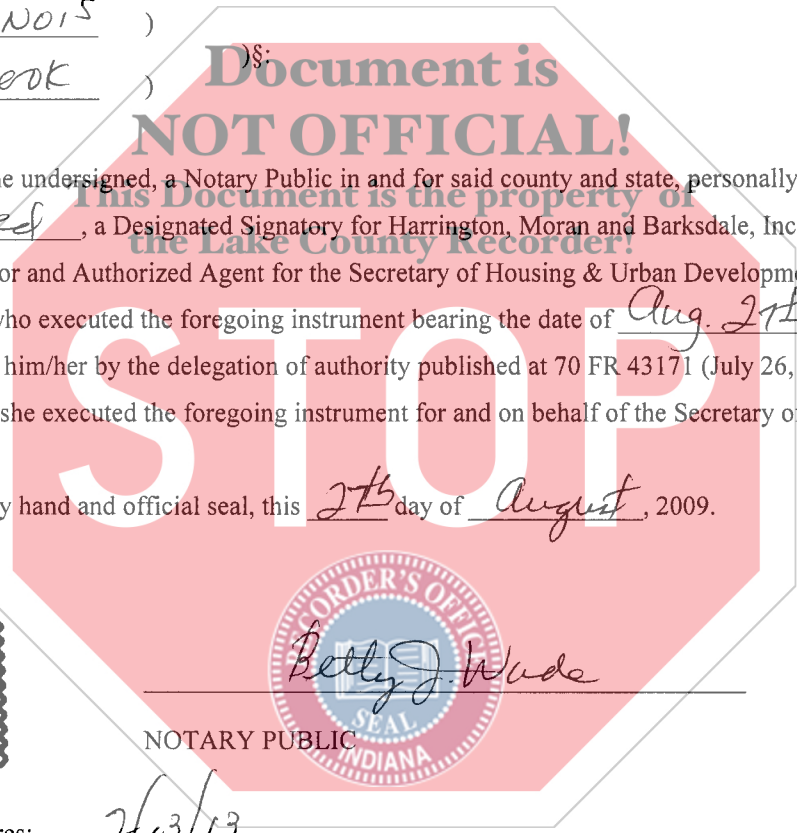 NOIS )
)§:
OOK )
Document is
NOT OFFICIAL!
This Document is the property of
the Lake County Recorder!
e undersigned, a Notary Public in and for said county and state, personally
ed, a Designated Signatory for Harrington, Moran and Barksdale, Inc
or and Authorized Agent for the Secretary of Housing & Urban Developme
ho executed the foregoing instrument bearing the date of Aug. 27th
him/her by the delegation of authority published at 70 FR 43171 (July 26,
she executed the foregoing instrument for and on behalf of the Secretary o
STOP
y hand and official seal, this 27th day of August, 2009.
RECORDER'S OFFICE
Betty J. Wade
SEAL
INDIANA
NOTARY PUBLIC
res: